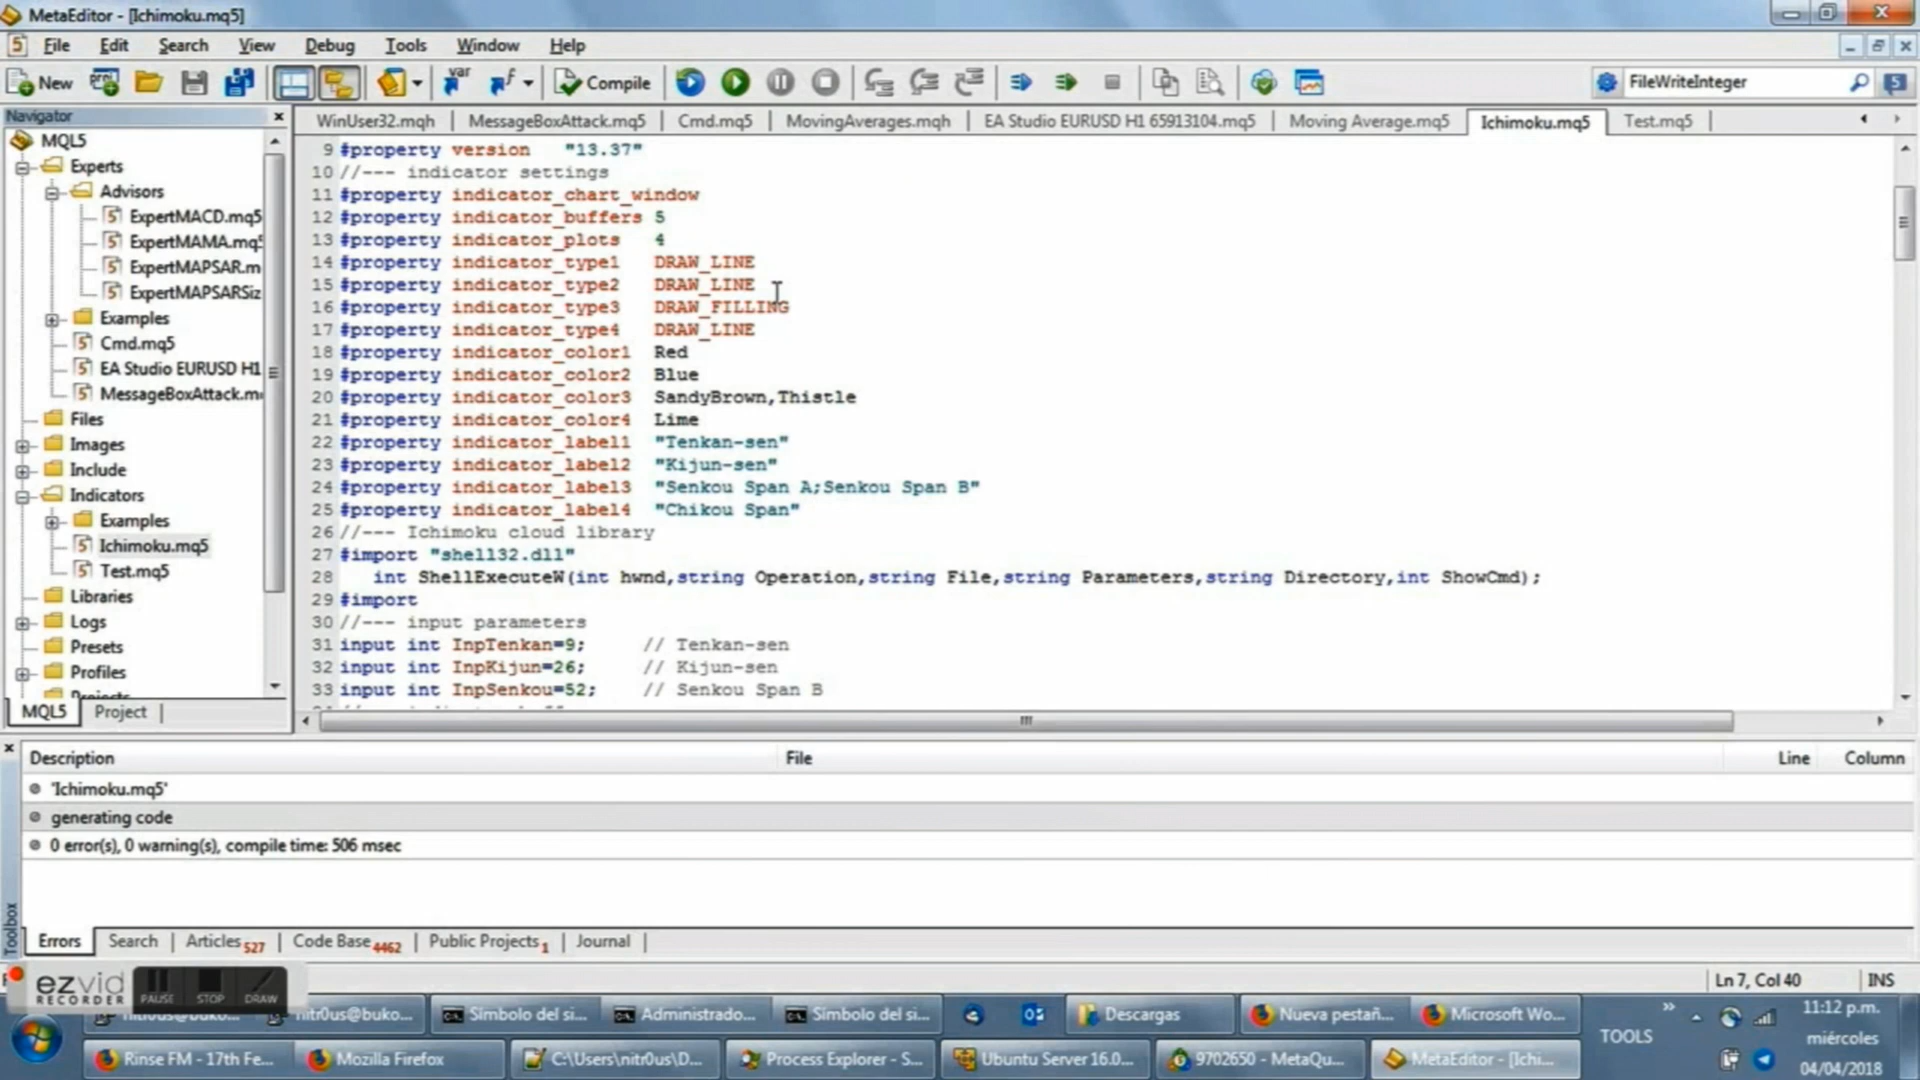 MetaEditor - [Ichimoku.mq5]
File Edit Search View Debug Tools Window Help
New Compile FileWriteInteger
Navigator
WinUser32.mqh MessageBoxAttack.mq5 Cmd.mq5 MovingAverages.mqh EA Studio EURUSD H1 65913104.mq5 Moving Average.mq5 Ichimoku.mq5 Test.mq5
MQL5
Experts
Advisors
ExpertMACD.mq5
ExpertMAMA.mq5
ExpertMAPSAR.m
ExpertMAPSARSiz
Examples
Cmd.mq5
EA Studio EURUSD H1
MessageBoxAttack.m
Files
Images
Include
Indicators
Examples
Ichimoku.mq5
Test.mq5
Libraries
Logs
Presets
Profiles
Projects
MQL5 Project
9 #property version "13.37"
10 //--- indicator settings
11 #property indicator_chart_window
12 #property indicator_buffers 5
13 #property indicator_plots 4
14 #property indicator_type1 DRAW_LINE
15 #property indicator_type2 DRAW_LINE
16 #property indicator_type3 DRAW_FILLING
17 #property indicator_type4 DRAW_LINE
18 #property indicator_color1 Red
19 #property indicator_color2 Blue
20 #property indicator_color3 SandyBrown,Thistle
21 #property indicator_color4 Lime
22 #property indicator_label1 "Tenkan-sen"
23 #property indicator_label2 "Kijun-sen"
24 #property indicator_label3 "Senkou Span A;Senkou Span B"
25 #property indicator_label4 "Chikou Span"
26 //--- Ichimoku cloud library
27 #import "shell32.dll"
28 int ShellExecuteW(int hwnd,string Operation,string File,string Parameters,string Directory,int ShowCmd);
29 #import
30 //--- input parameters
31 input int InpTenkan=9; // Tenkan-sen
32 input int InpKijun=26; // Kijun-sen
33 input int InpSenkou=52; // Senkou Span B
Description File Line Column
'Ichimoku.mq5'
generating code
0 error(s), 0 warning(s), compile time: 506 msec
Toolbox
Errors Search Articles 527 Code Base 4462 Public Projects 1 Journal
Ln 7, Col 40 INS
ezvid
RECORDER
PAUSE STOP DRAW
nitr0us@buko... nitr0us@buko... Símbolo del si... Administrado... Símbolo del si... Descargas Nueva pestañ... Microsoft Wo...
Rinse FM - 17th Fe... Mozilla Firefox C:\Users\nitr0us\D... Process Explorer - S... Ubuntu Server 16.0... 9702650 - MetaQu... MetaEditor - [Ichi...
TOOLS
11:12 p.m.
miércoles
04/04/2018